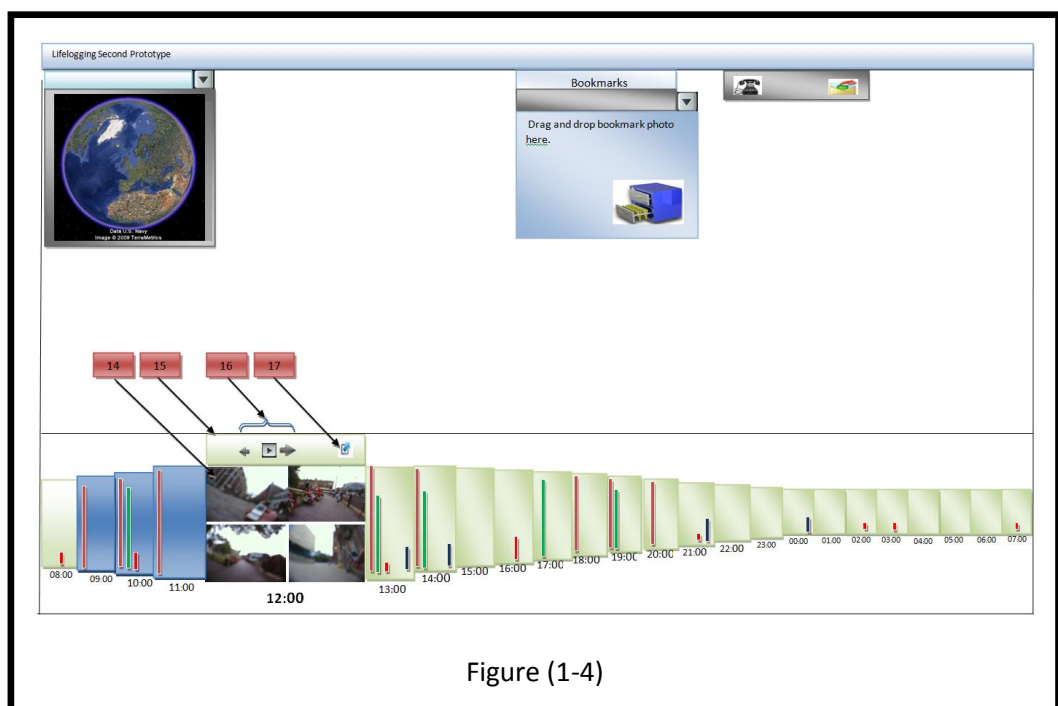 Lifelogging Second Prototype
Bookmarks
Drag and drop bookmark photo
here.
Data U.S. Navy
Image © 2009 TerraMetrics
14 15 16 17
08:00 09:00 10:00 11:00 12:00 13:00 14:00 15:00 16:00 17:00 18:00 19:00 20:00 21:00 22:00 23:00 00:00 01:00 02:00 03:00 04:00 05:00 06:00 07:00
Figure (1-4)